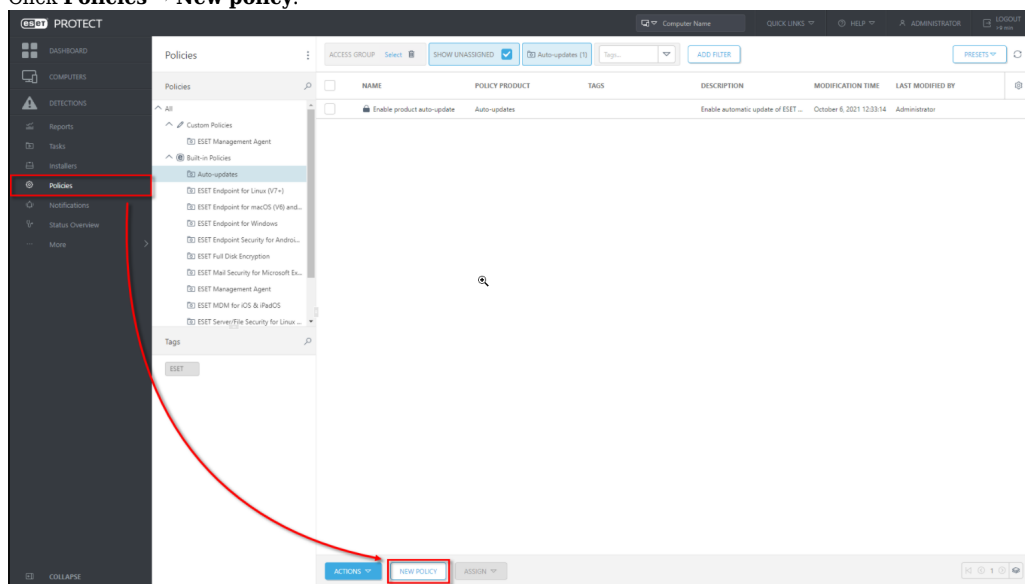 Click Policies → New policy.
eset PROTECT
Computer Name
QUICK LINKS
HELP
ADMINISTRATOR
LOGOUT
DASHBOARD
COMPUTERS
DETECTIONS
Reports
Tasks
Installers
Policies
Notifications
Status Overview
More
COLLAPSE
Policies
ACCESS GROUP Select
SHOW UNASSIGNED
Auto-updates (1)
Tags...
ADD FILTER
PRESETS
Policies
All
Custom Policies
ESET Management Agent
Built-in Policies
Auto-updates
ESET Endpoint for Linux (V7+)
ESET Endpoint for macOS (V6) and...
ESET Endpoint for Windows
ESET Endpoint Security for Androi...
ESET Full Disk Encryption
ESET Mail Security for Microsoft Ex...
ESET Management Agent
ESET MDM for iOS & iPadOS
ESET Server/File Security for Linux ...
Tags
ESET
NAME POLICY PRODUCT TAGS DESCRIPTION MODIFICATION TIME LAST MODIFIED BY
Enable product auto-update Auto-updates Enable automatic update of ESET ... October 6, 2021 12:33:14 Administrator
ACTIONS
NEW POLICY
ASSIGN
1